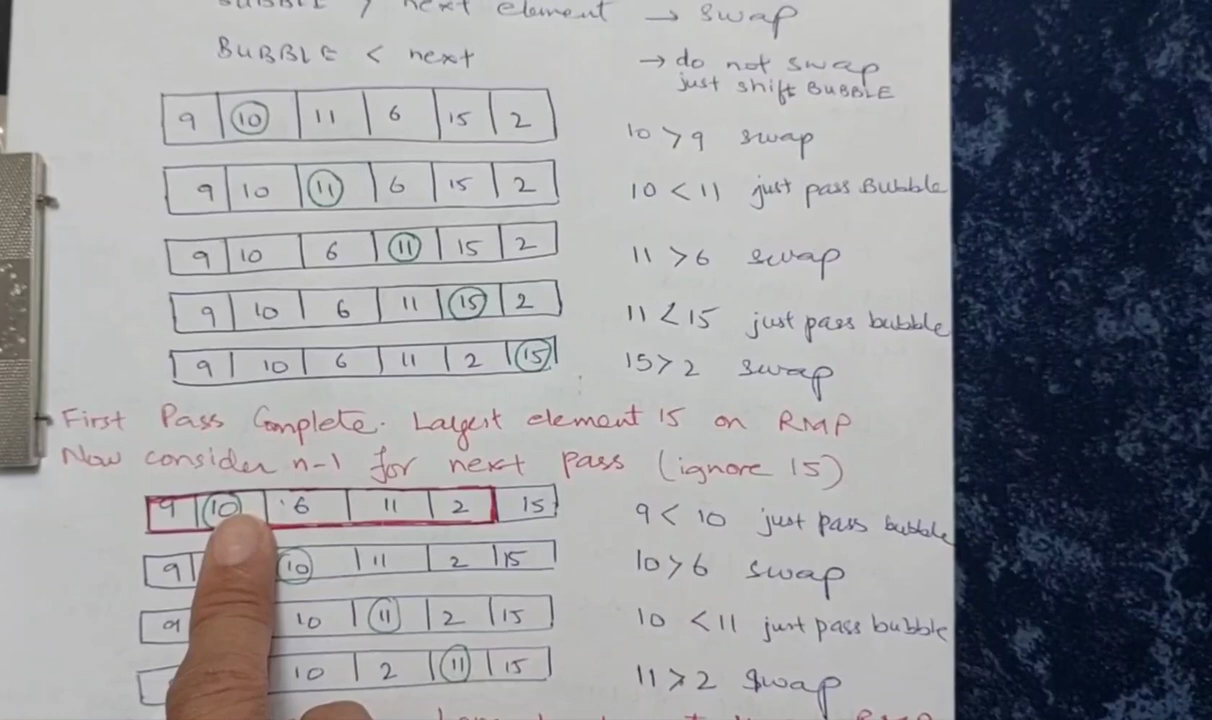 BUBBLE > next element → swap
BUBBLE < next → do not swap
just shift BUBBLE
9 10 11 6 15 2 10 > 9 swap
9 10 11 6 15 2 10 < 11 just pass Bubble
9 10 6 11 15 2 11 > 6 swap
9 10 6 11 15 2 11 < 15 just pass bubble
9 10 6 11 2 15 15 > 2 swap
First Pass Complete. Largest element 15 on RMP
Now consider n-1 for next pass (ignore 15)
9 10 6 11 2 15 9 < 10 just pass bubble
9 10 11 2 15 10 > 6 swap
9 10 11 2 15 10 < 11 just pass bubble
10 2 11 15 11 > 2 swap